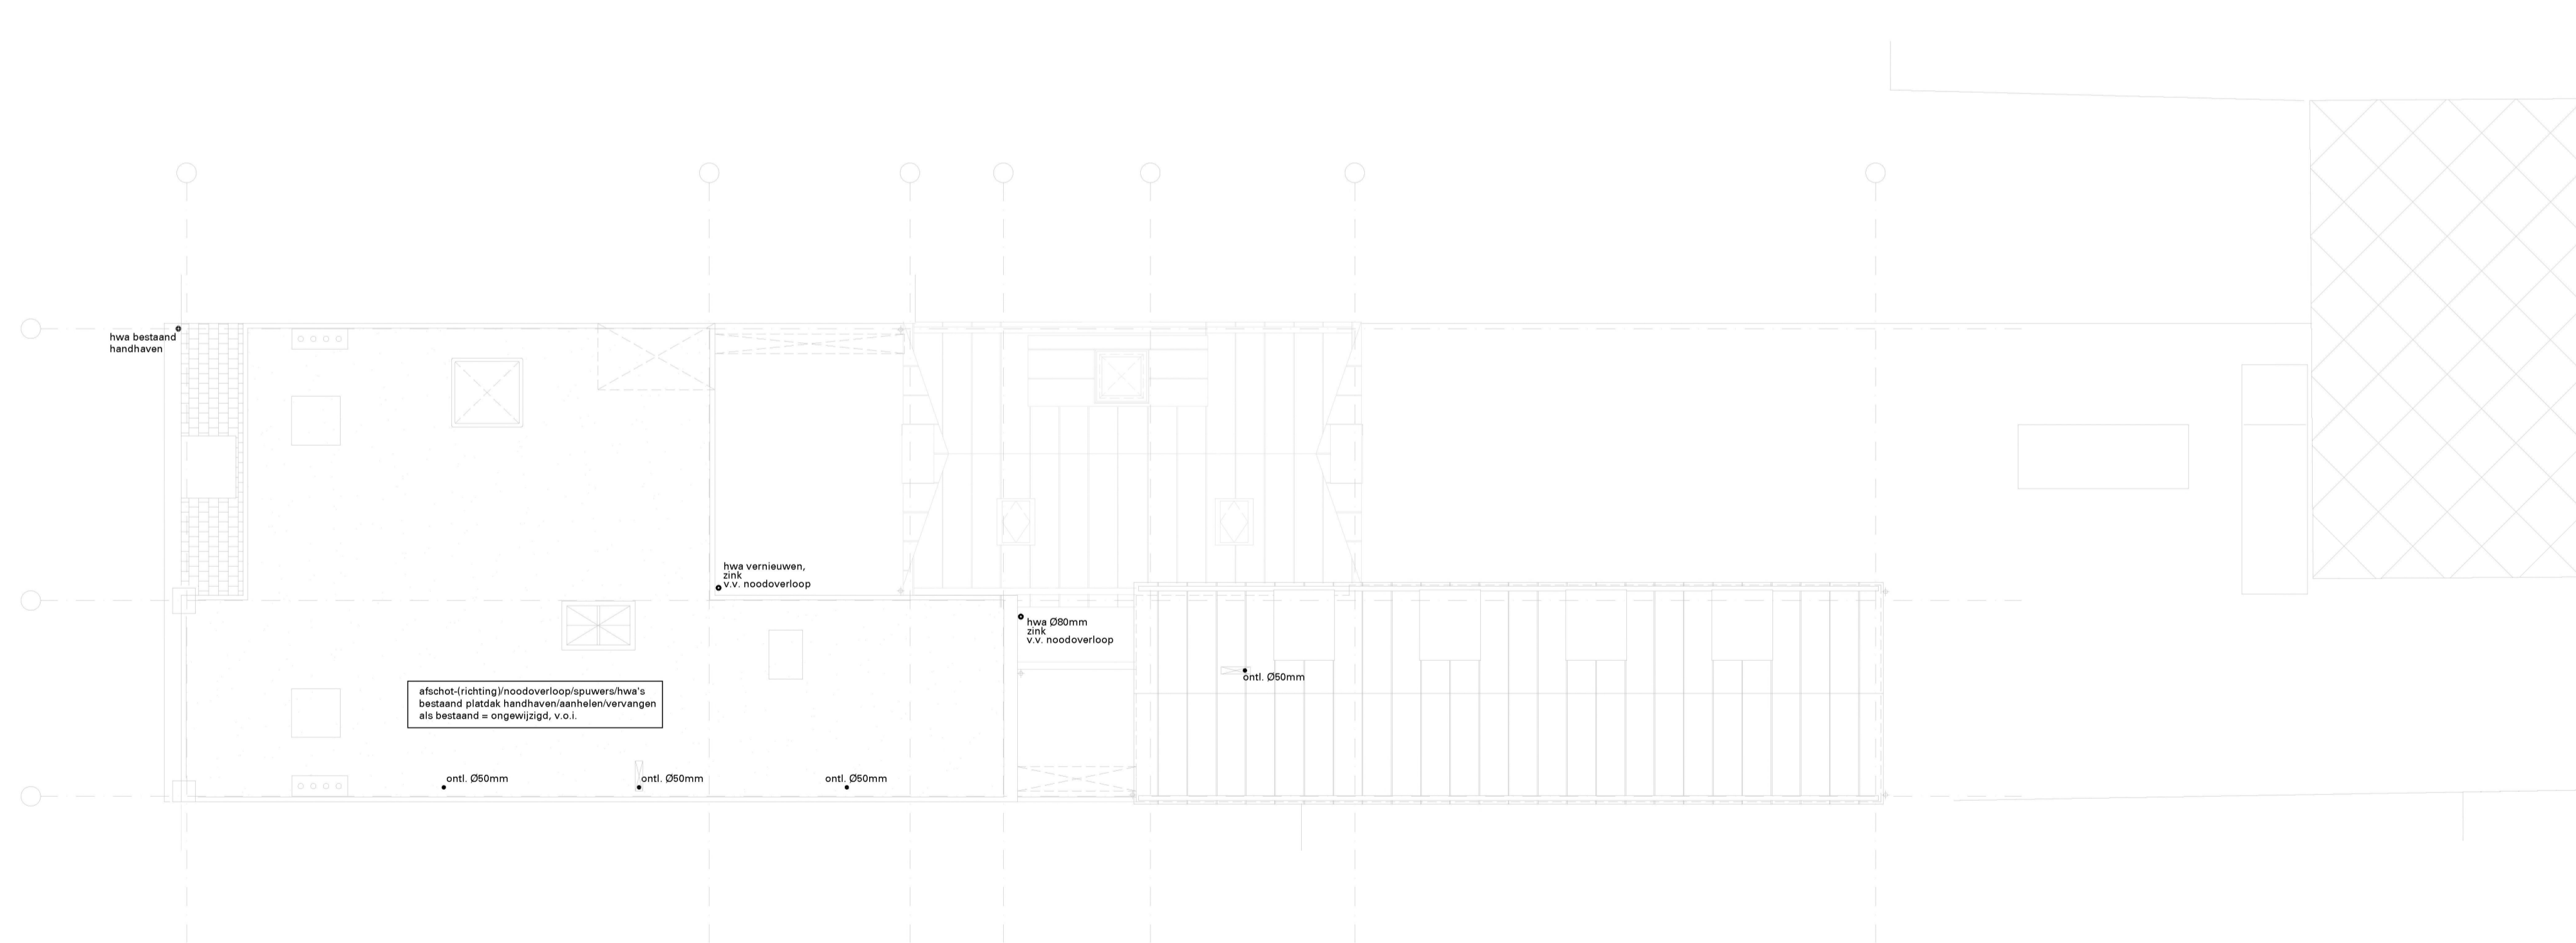 hwa bestaand
handhaven
hwa vernieuwen,
zink
v.v. noodoverloop
hwa Ø80mm
zink
v.v. noodoverloop
ontl. Ø50mm
afschot-(richting)/noodoverloop/spuwers/hwa's
bestaand platdak handhaven/aanhelen/vervangen
als bestaand = ongewijzigd, v.o.i.
ontl. Ø50mm
ontl. Ø50mm
ontl. Ø50mm